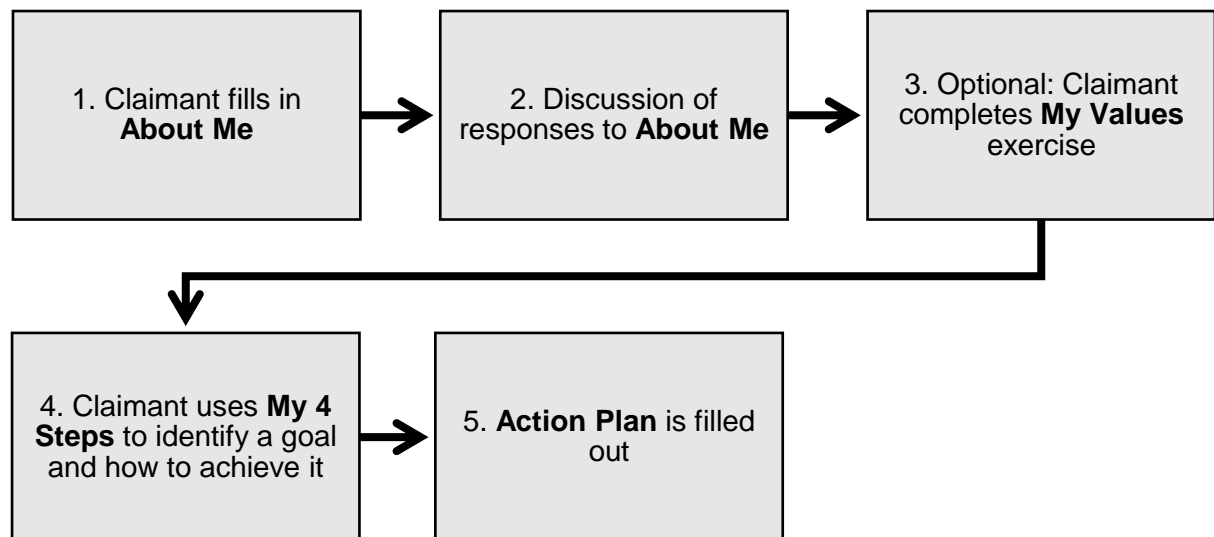 1. Claimant fills in
About Me
2. Discussion of
responses to About Me
3. Optional: Claimant
completes My Values
exercise
4. Claimant uses My 4
Steps to identify a goal
and how to achieve it
5. Action Plan is filled
out